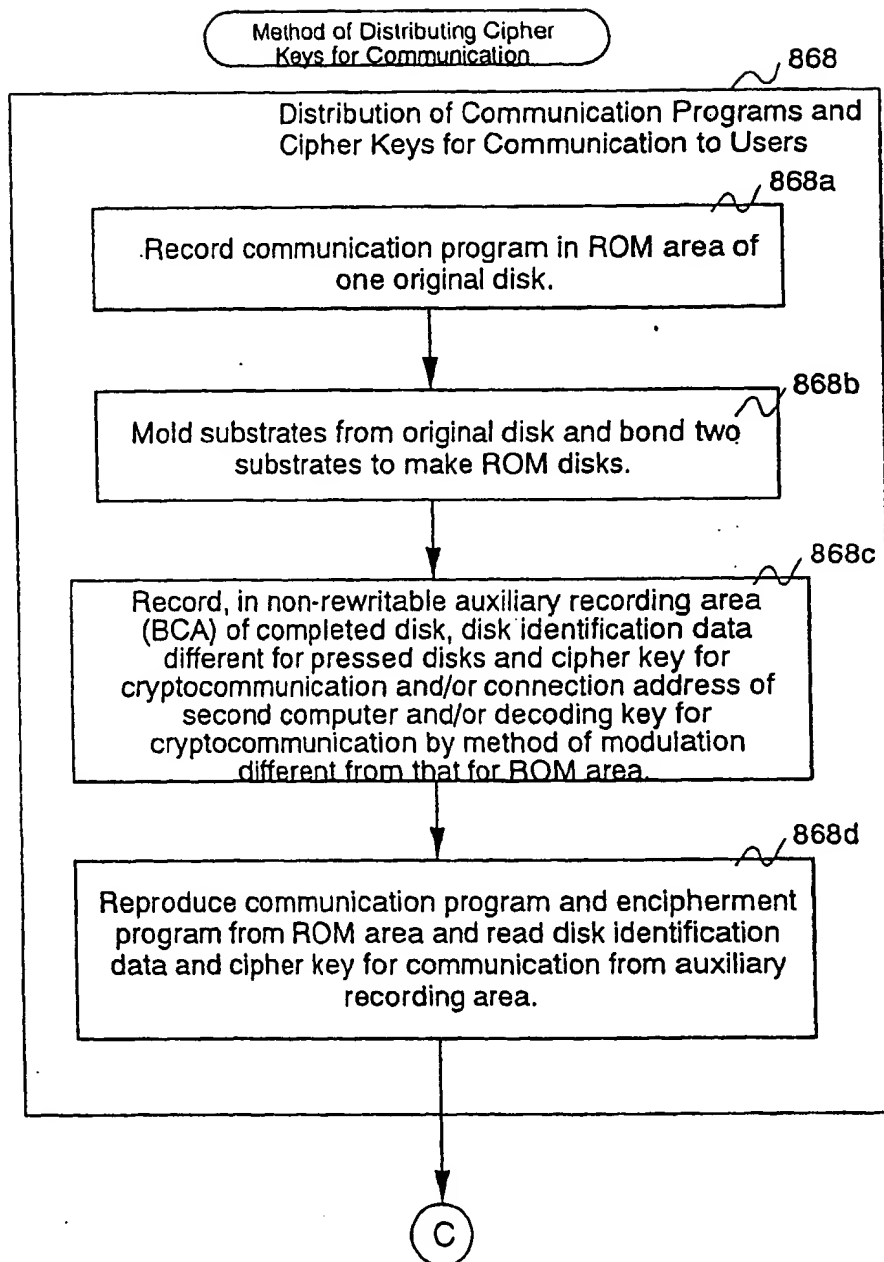 Method of Distributing Cipher
Keys for Communication
868
Distribution of Communication Programs and
Cipher Keys for Communication to Users
868a
Record communication program in ROM area of
one original disk.
868b
Mold substrates from original disk and bond two
substrates to make ROM disks.
868c
Record, in non-rewritable auxiliary recording area
(BCA) of completed disk, disk identification data
different for pressed disks and cipher key for
cryptocommunication and/or connection address of
second computer and/or decoding key for
cryptocommunication by method of modulation
different from that for ROM area.
868d
Reproduce communication program and encipherment
program from ROM area and read disk identification
data and cipher key for communication from auxiliary
recording area.
C